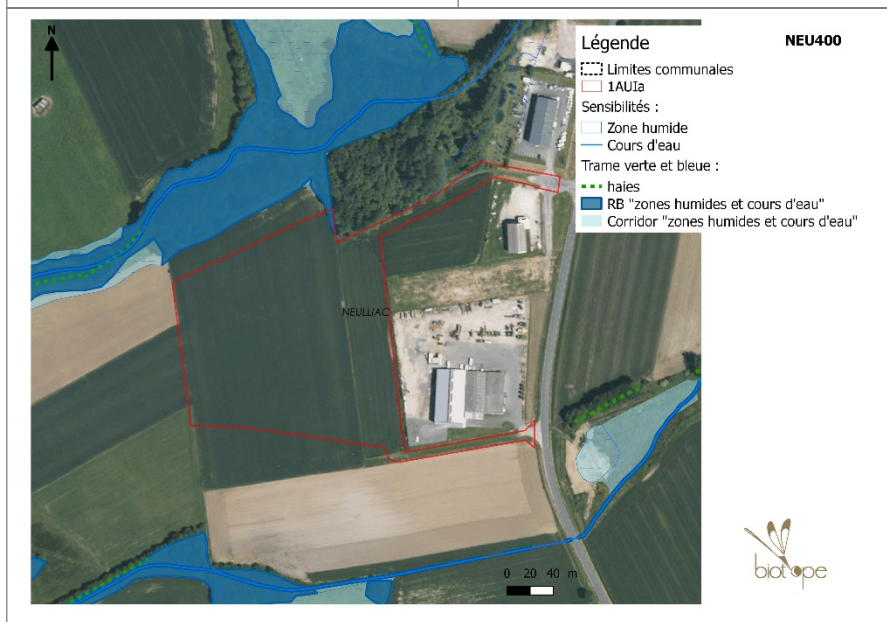 N
Légende
NEU400
Limites communales
1AUIa
Sensibilités :
Zone humide
Cours d'eau
Trame verte et bleue :
haies
RB "zones humides et cours d'eau"
Corridor "zones humides et cours d'eau"
NEULLIAC
0 20 40 m
biotope